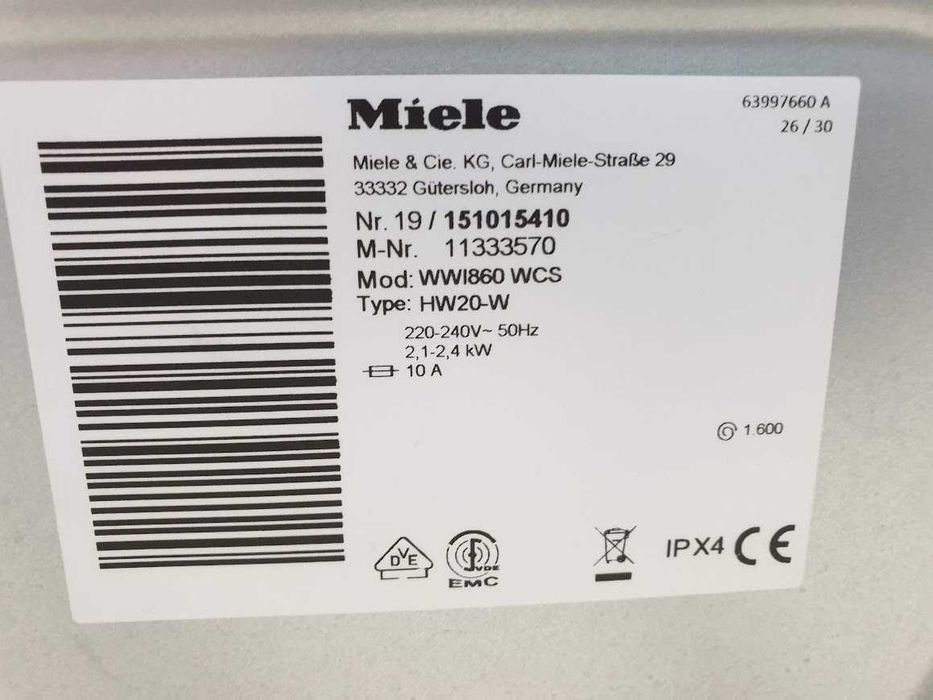 Miele
63997660 A
26 / 30
Miele & Cie. KG, Carl-Miele-Straße 29
33332 Gütersloh, Germany
Nr. 19 / 151015410
M-Nr. 11333570
Mod: WWI860 WCS
Type: HW20-W
220-240V~ 50Hz
2,1-2,4 kW
10 A
1.600
DVE
VDE
EMC
IPX4 CE